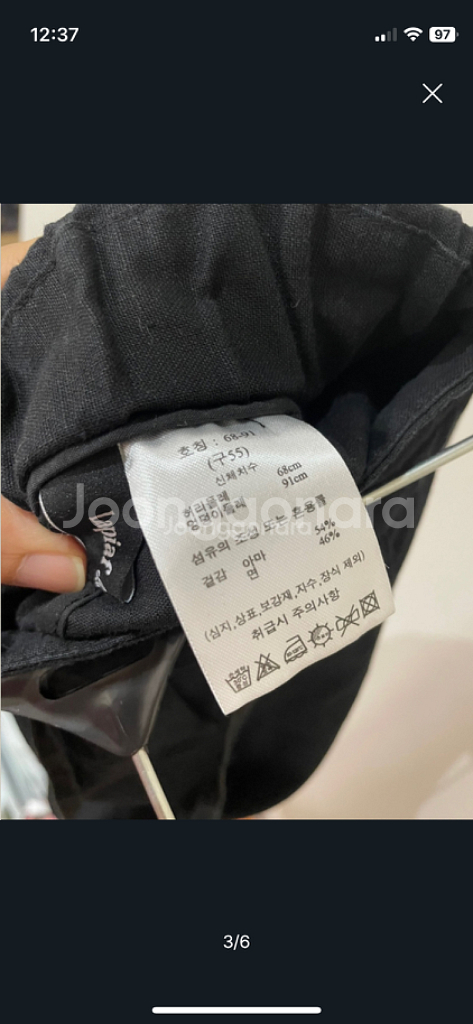 12:37
97
호칭 : 68-91
(구55)
신체치수
허리둘레 68cm
엉덩이둘레 91cm
섬유의 조성 또는 혼용률
겉감 아마 54%
면 46%
(심지,상표,보강재,자수,장식 제외)
취급시 주의사항
Joonggonara
Joonggonara
3/6